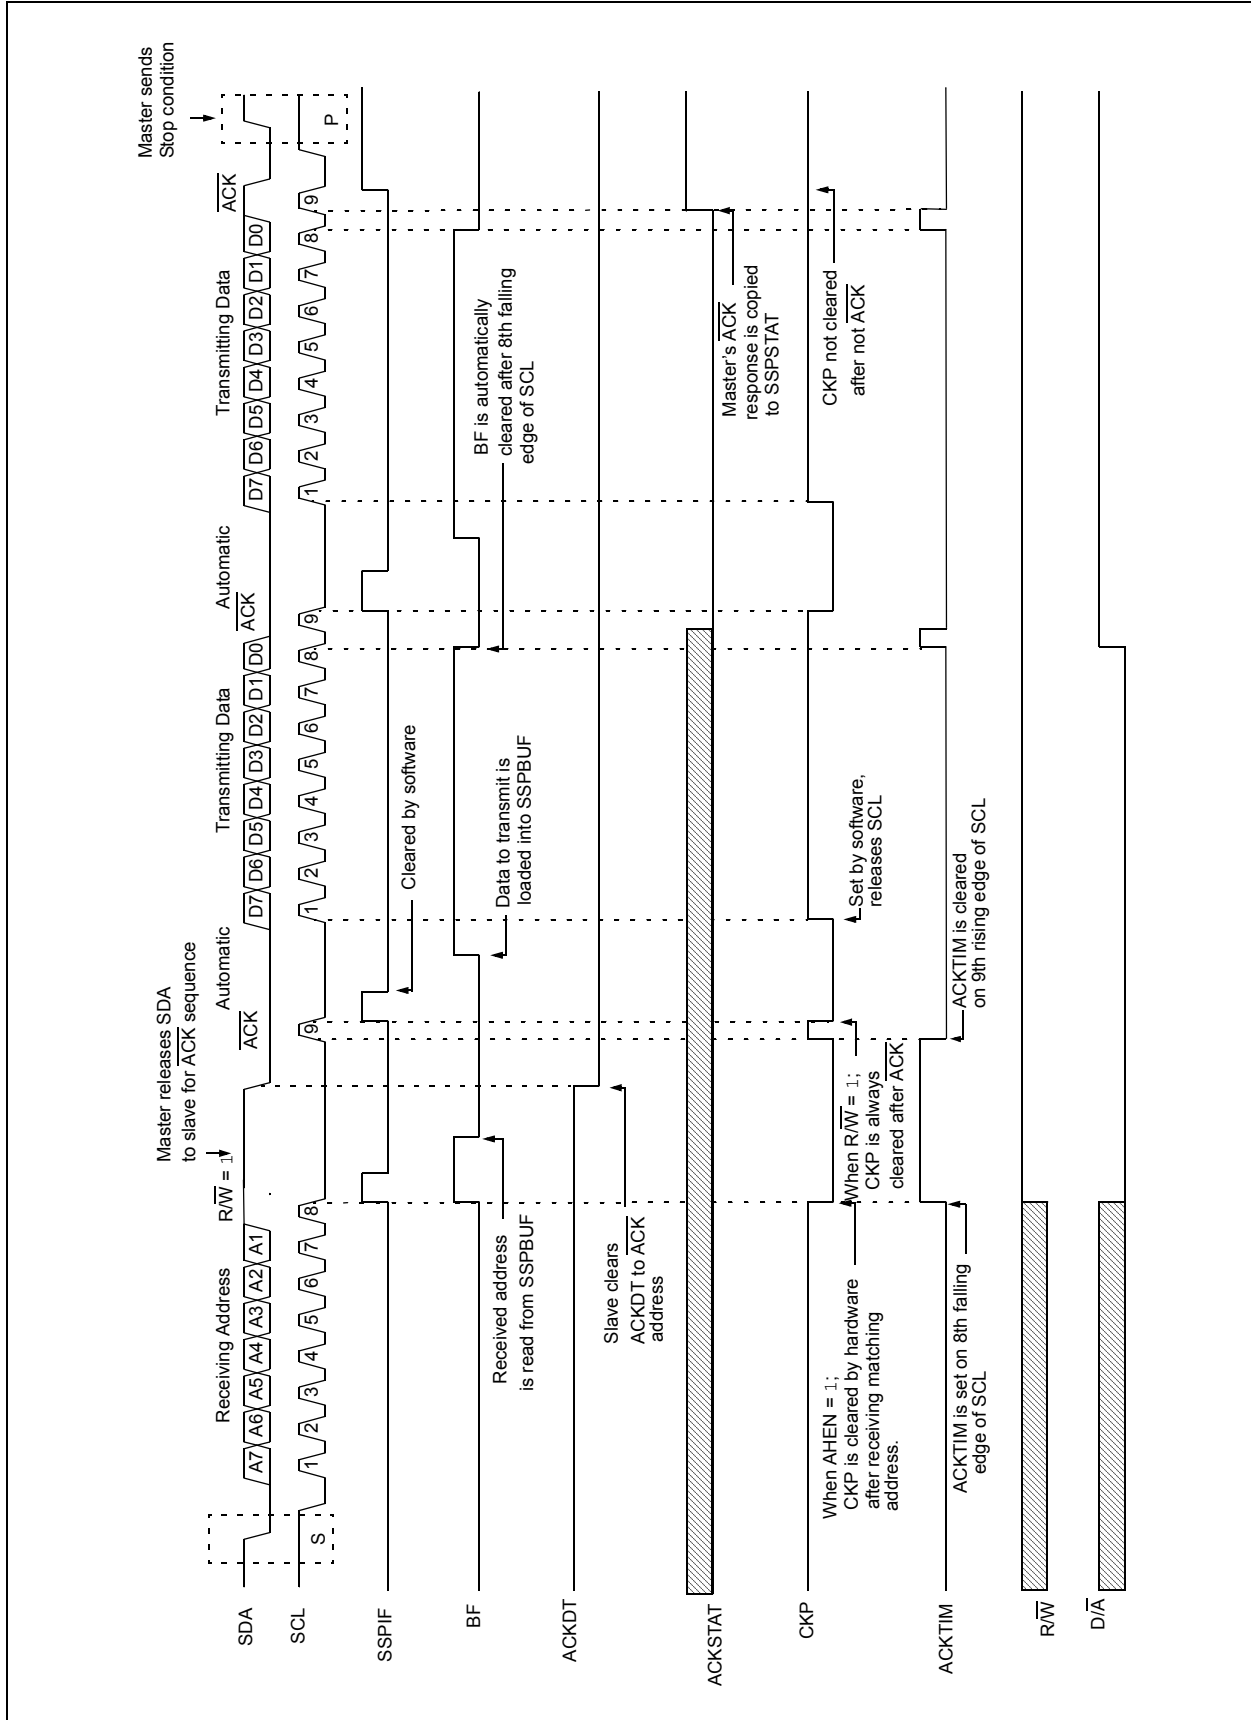 Master releases SDA
to slave for ACK sequence
Master sends
Stop condition
Receiving Address
R/W = 1
ACK
Automatic
Transmitting Data
ACK
Automatic
Transmitting Data
ACK
SDA
A7 A6 A5 A4 A3 A2 A1
D7 D6 D5 D4 D3 D2 D1 D0
D7 D6 D5 D4 D3 D2 D1 D0
SCL
S
1 2 3 4 5 6 7 8 9
1 2 3 4 5 6 7 8 9
1 2 3 4 5 6 7 8 9
P
SSPIF
Cleared by software
BF
Received address
is read from SSPBUF
Data to transmit is
loaded into SSPBUF
BF is automatically
cleared after 8th falling
edge of SCL
ACKDT
Slave clears
ACKDT to ACK
address
ACKSTAT
Master's ACK
response is copied
to SSPSTAT
CKP
When AHEN = 1;
CKP is cleared by hardware
after receiving matching
address.
When R/W = 1;
CKP is always
cleared after ACK
Set by software,
releases SCL
CKP not cleared
after not ACK
ACKTIM
ACKTIM is set on 8th falling
edge of SCL
ACKTIM is cleared
on 9th rising edge of SCL
R/W
D/A